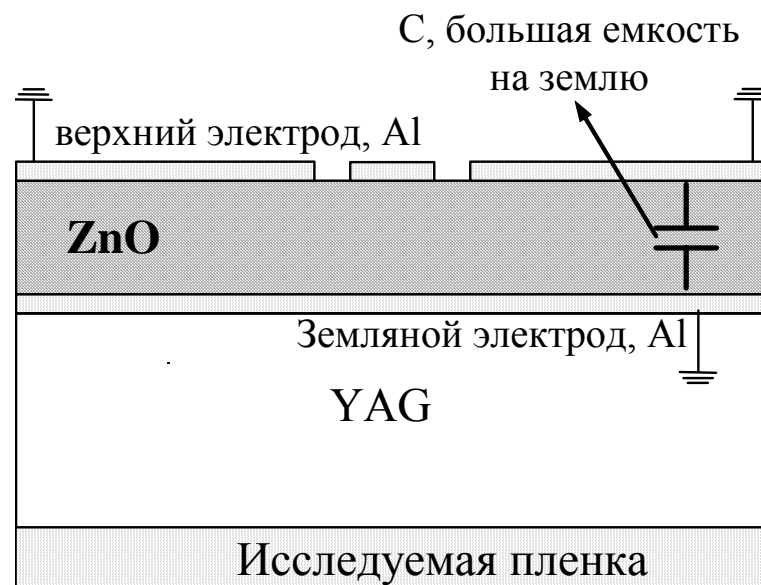 С, большая емкость
на землю
верхний электрод, Al
ZnO
Земляной электрод, Al
YAG
Исследуемая пленка